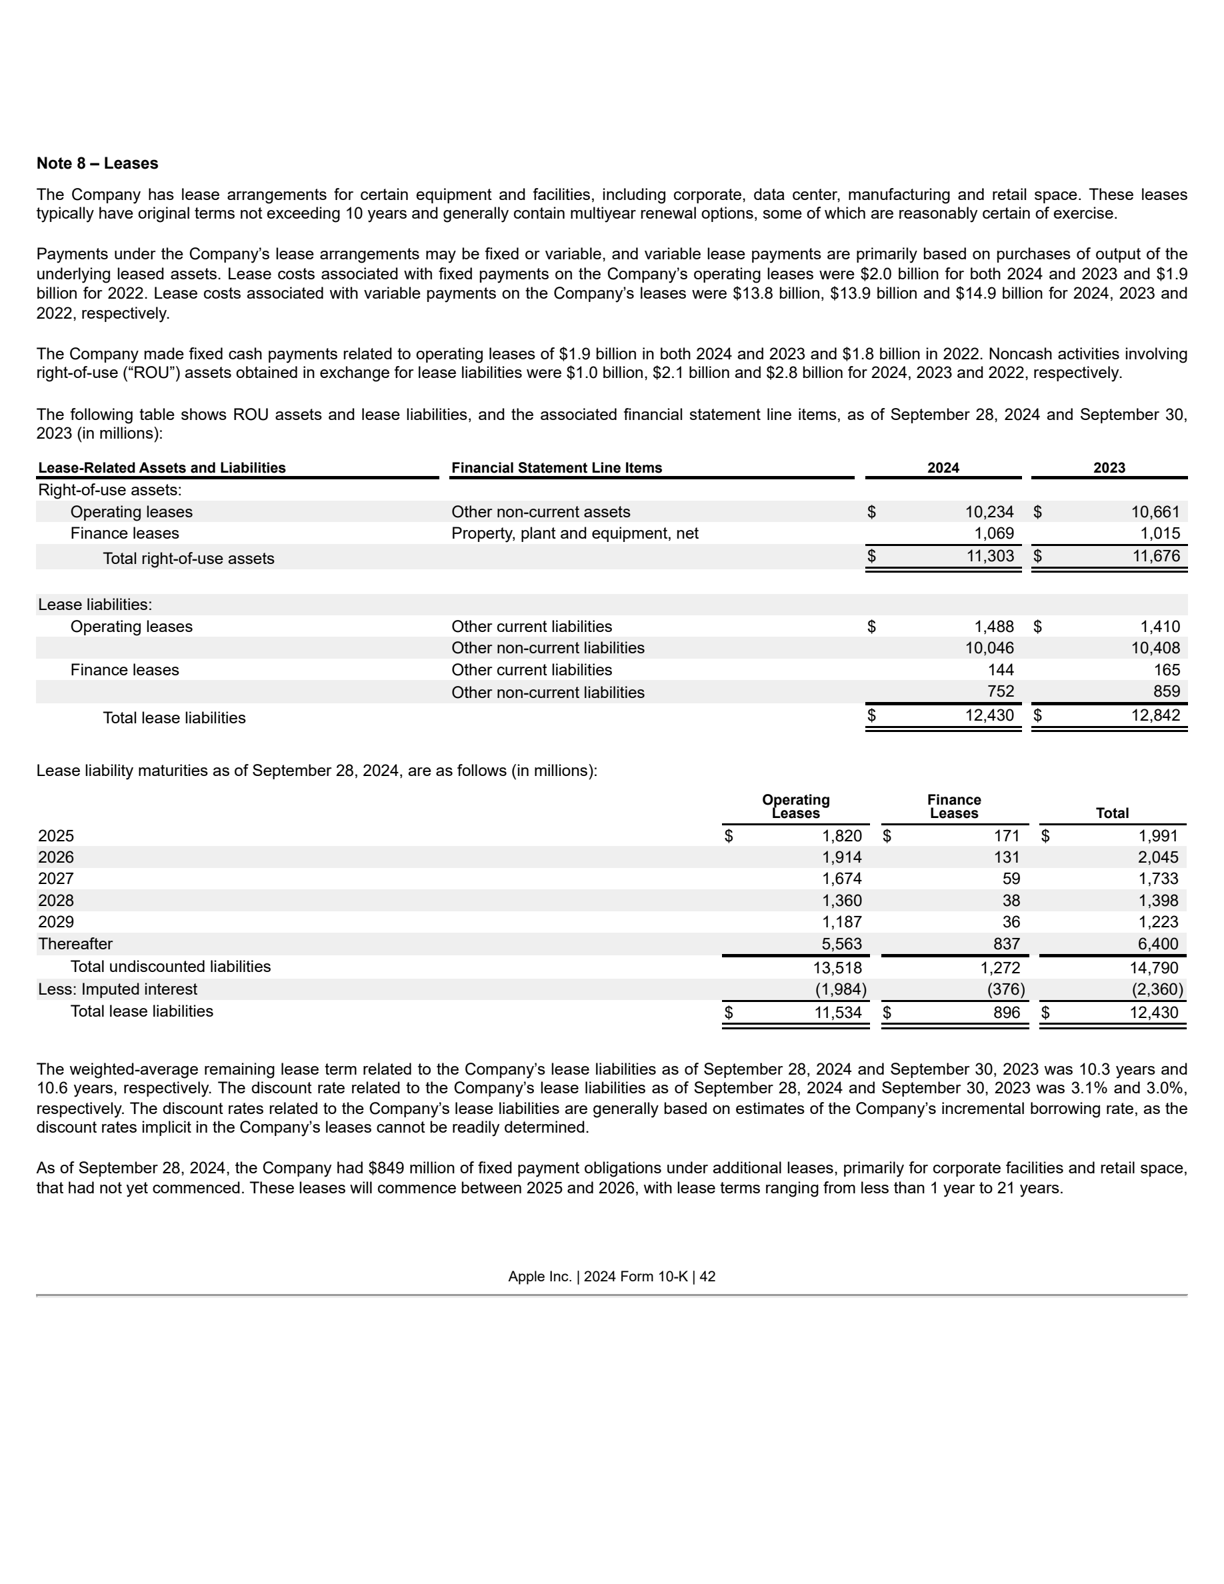 Note 8 – Leases
The Company has lease arrangements for certain equipment and facilities, including corporate, data center, manufacturing and retail space. These leases
typically have original terms not exceeding 10 years and generally contain multiyear renewal options, some of which are reasonably certain of exercise.
Payments under the Company’s lease arrangements may be fixed or variable, and variable lease payments are primarily based on purchases of output of the
underlying leased assets. Lease costs associated with fixed payments on the Company’s operating leases were $2.0 billion for both 2024 and 2023 and $1.9
billion for 2022. Lease costs associated with variable payments on the Company’s leases were $13.8 billion, $13.9 billion and $14.9 billion for 2024, 2023 and
2022, respectively.
The Company made fixed cash payments related to operating leases of $1.9 billion in both 2024 and 2023 and $1.8 billion in 2022. Noncash activities involving
right-of-use (“ROU”) assets obtained in exchange for lease liabilities were $1.0 billion, $2.1 billion and $2.8 billion for 2024, 2023 and 2022, respectively.
The following table shows ROU assets and lease liabilities, and the associated financial statement line items, as of September 28, 2024 and September 30,
2023 (in millions):
Lease-Related Assets and Liabilities Financial Statement Line Items 2024 2023
Right-of-use assets:
Operating leases Other non-current assets $ 10,234 $ 10,661
Finance leases Property, plant and equipment, net 1,069 1,015
Total right-of-use assets $ 11,303 $ 11,676
Lease liabilities:
Operating leases Other current liabilities $ 1,488 $ 1,410
Other non-current liabilities 10,046 10,408
Finance leases Other current liabilities 144 165
Other non-current liabilities 752 859
Total lease liabilities $ 12,430 $ 12,842
Lease liability maturities as of September 28, 2024, are as follows (in millions):
Operating Finance
Leases Leases Total
2025 $ 1,820 $ 171 $ 1,991
2026 1,914 131 2,045
2027 1,674 59 1,733
2028 1,360 38 1,398
2029 1,187 36 1,223
Thereafter 5,563 837 6,400
Total undiscounted liabilities 13,518 1,272 14,790
Less: Imputed interest (1,984) (376) (2,360)
Total lease liabilities $ 11,534 $ 896 $ 12,430
The weighted-average remaining lease term related to the Company’s lease liabilities as of September 28, 2024 and September 30, 2023 was 10.3 years and
10.6 years, respectively. The discount rate related to the Company’s lease liabilities as of September 28, 2024 and September 30, 2023 was 3.1% and 3.0%,
respectively. The discount rates related to the Company’s lease liabilities are generally based on estimates of the Company’s incremental borrowing rate, as the
discount rates implicit in the Company’s leases cannot be readily determined.
As of September 28, 2024, the Company had $849 million of fixed payment obligations under additional leases, primarily for corporate facilities and retail space,
that had not yet commenced. These leases will commence between 2025 and 2026, with lease terms ranging from less than 1 year to 21 years.
Apple Inc. | 2024 Form 10-K | 42